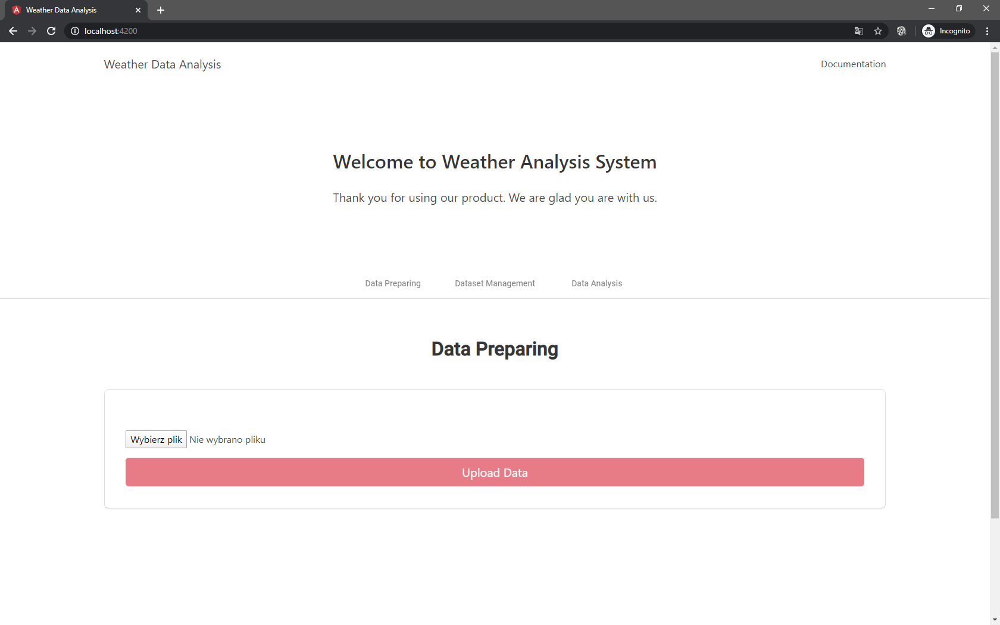 Weather Data Analysis
localhost:4200
Incognito
Weather Data Analysis
Documentation
Welcome to Weather Analysis System
Thank you for using our product. We are glad you are with us.
Data Preparing
Dataset Management
Data Analysis
Data Preparing
Wybierz plik Nie wybrano pliku
Upload Data